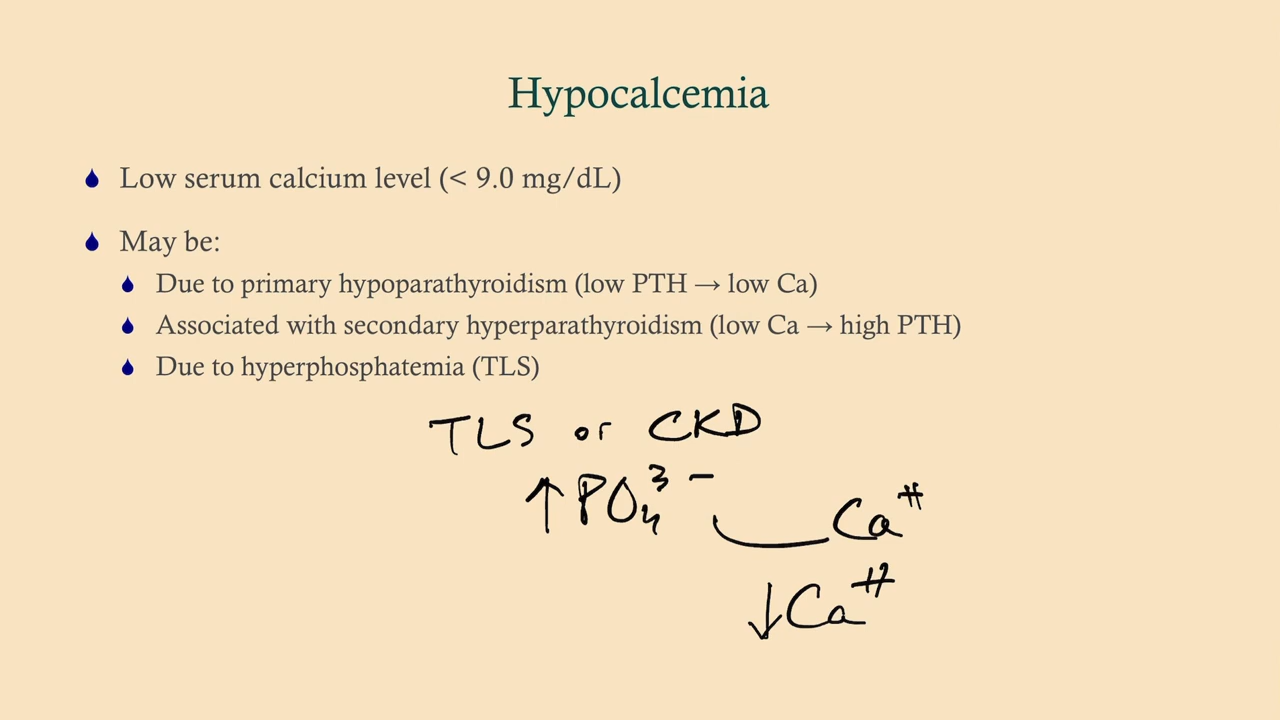 Hypocalcemia
Low serum calcium level (< 9.0 mg/dL)
May be:
Due to primary hypoparathyroidism (low PTH → low Ca)
Associated with secondary hyperparathyroidism (low Ca → high PTH)
Due to hyperphosphatemia (TLS)
TLS or CKD
↑ PO₄³⁻ Ca⁺⁺
↓ Ca⁺⁺